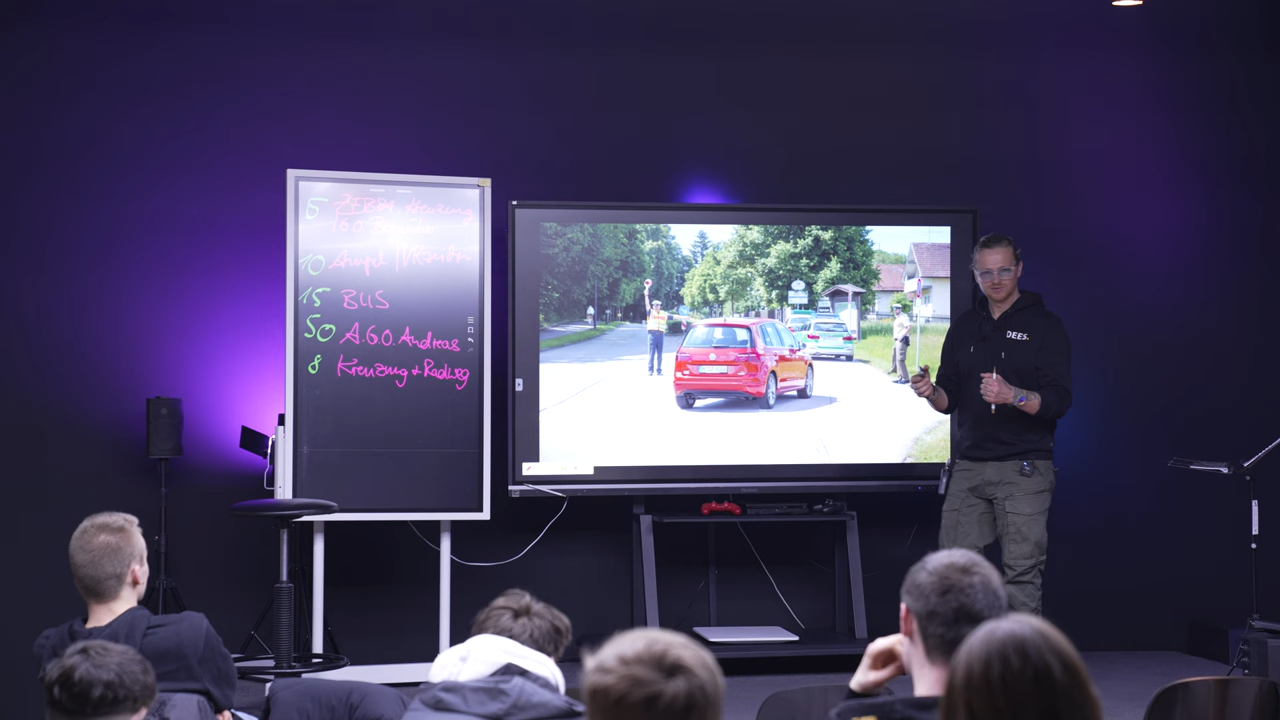 5 ZEBRA. Kreuzung
10 Ampel /VKZeichen
15 BUS
50 A.G.O. Andreas
8 Kreuzung + Radweg
DEES.